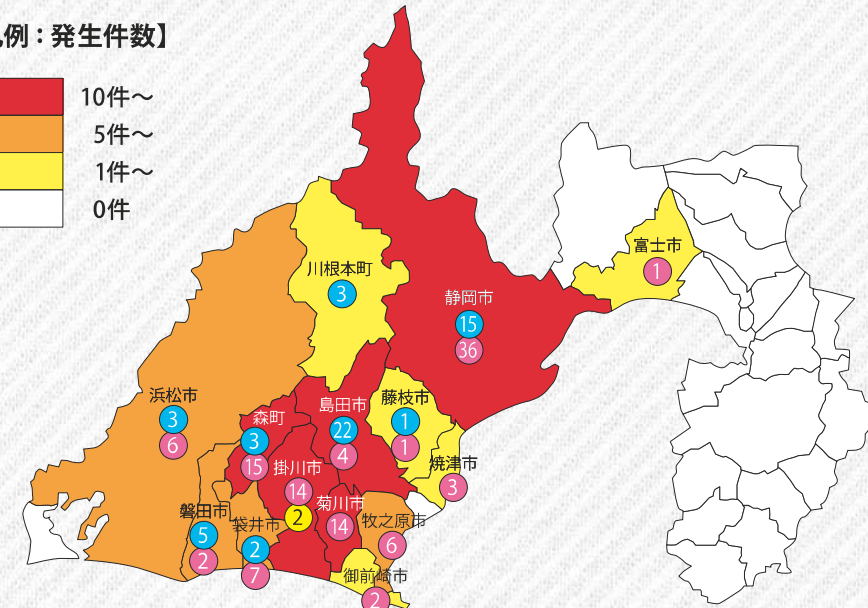 例：発生件数】
10件～
5件～
1件～
0件
富士市
1
川根本町
3
静岡市
15
36
浜松市
3
6
島田市
22
4
藤枝市
1
1
森町
3
15
掛川市
14
2
焼津市
3
菊川市
14
磐田市
5
2
袋井市
2
7
牧之原市
6
御前崎市
2